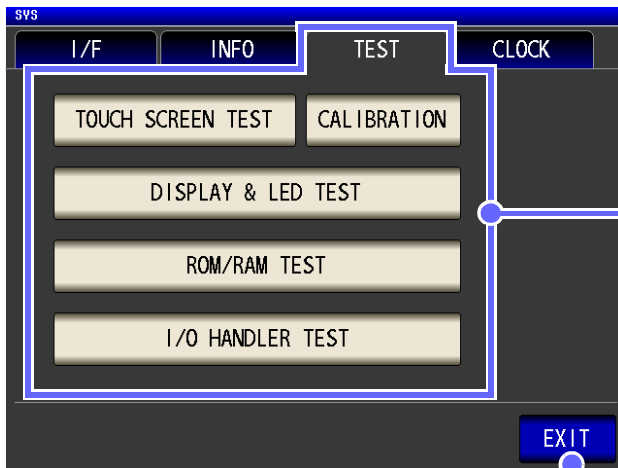 SYS
I/F INFO TEST CLOCK
TOUCH SCREEN TEST CALIBRATION
DISPLAY & LED TEST
ROM/RAM TEST
I/O HANDLER TEST
EXIT